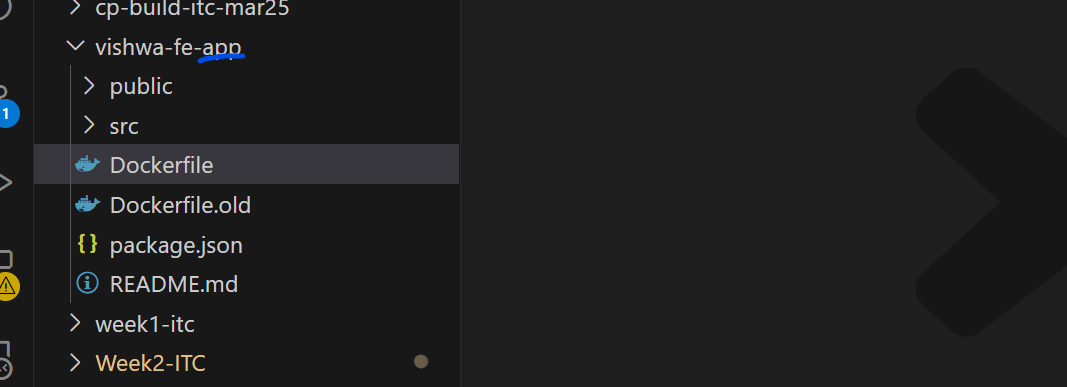 cp-build-itc-mar25
vishwa-fe-app
public
src
1
Dockerfile
Dockerfile.old
{ } package.json
README.md
week1-itc
Week2-ITC